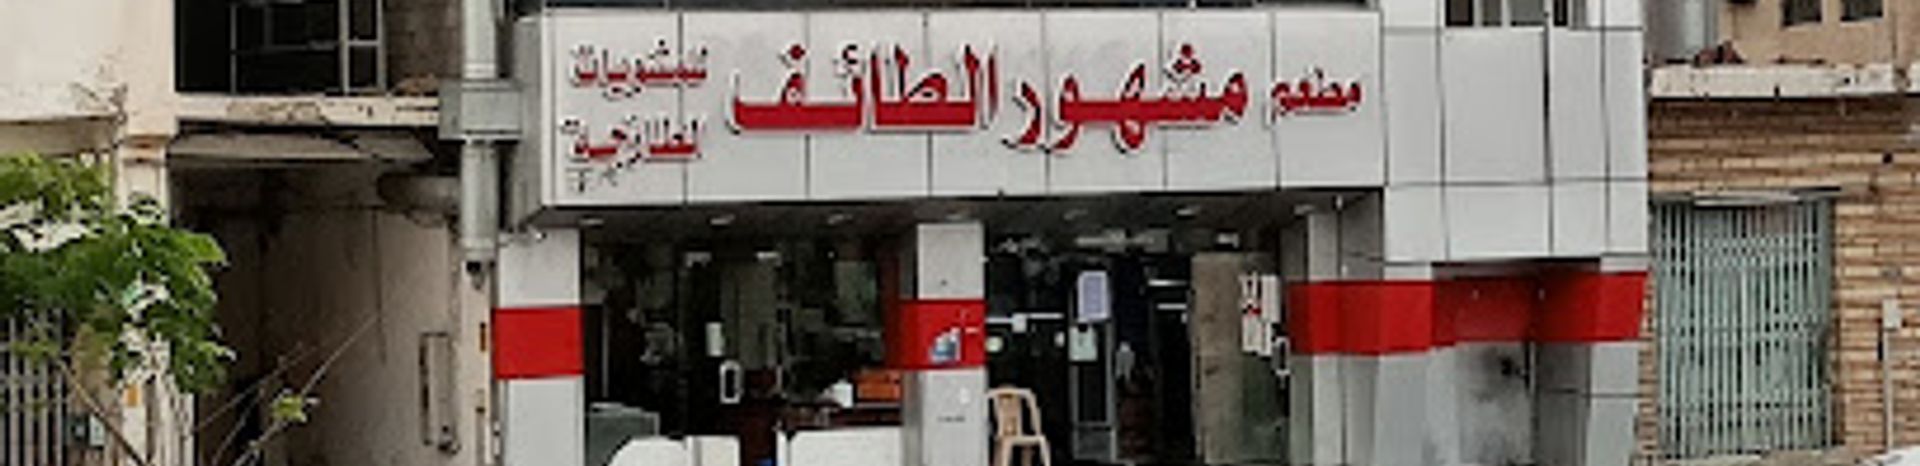 مطعم مشهور الطائف
للمشويات
الطازجة